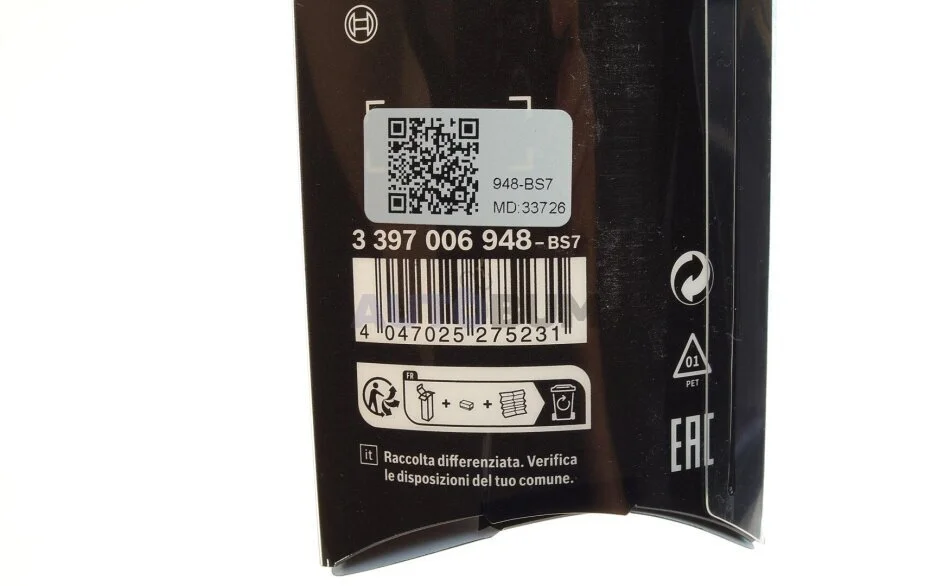 948-BS7
MD:33726
3 397 006 948-BS7
AUTOBUM
4 047025 275231
FR
+ +
01
PET
EAC
it Raccolta differenziata. Verifica
le disposizioni del tuo comune.